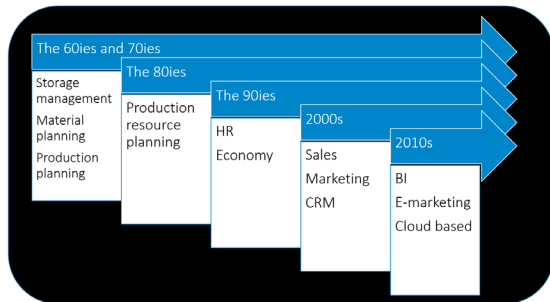 The 60ies and 70ies
Storage
management
Material
planning
Production
planning
The 80ies
Production
resource
planning
The 90ies
HR
Economy
2000s
Sales
Marketing
CRM
2010s
BI
E-marketing
Cloud based